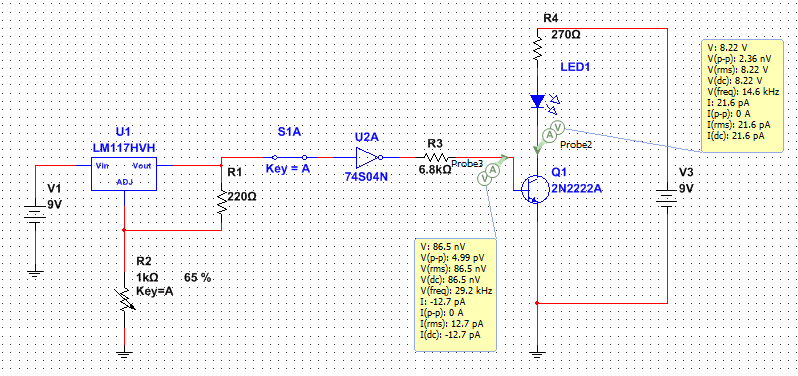 R4
270Ω
LED1
V: 8.22 V
V(p-p): 2.36 nV
V(rms): 8.22 V
V(dc): 8.22 V
V(freq): 14.6 kHz
I: 21.6 pA
I(p-p): 0 A
I(rms): 21.6 pA
I(dc): 21.6 pA
U1
LM117HVH
Vin
Vout
ADJ
S1A
Key = A
U2A
74S04N
R3
6.8kΩ
Probe3
A
V
Probe2
A
V
R1
220Ω
V1
9V
Q1
2N2222A
V3
9V
R2
1kΩ 65 %
Key=A
V: 86.5 nV
V(p-p): 4.99 pV
V(rms): 86.5 nV
V(dc): 86.5 nV
V(freq): 29.2 kHz
I: -12.7 pA
I(p-p): 0 A
I(rms): 12.7 pA
I(dc): -12.7 pA